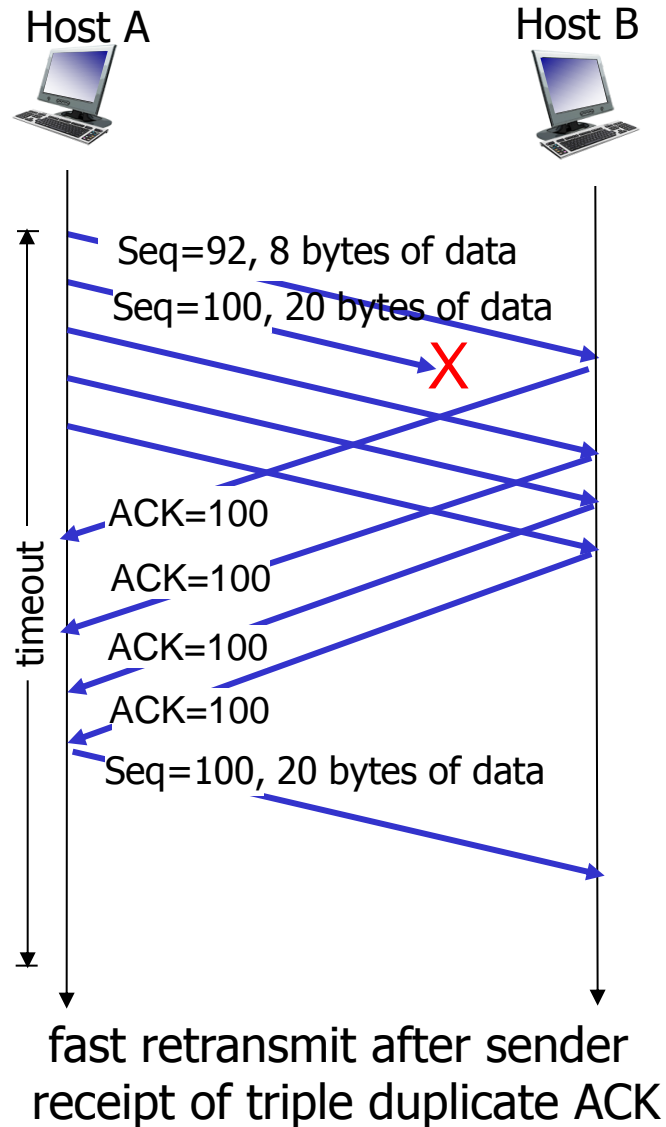 Host A
Host B
Seq=92, 8 bytes of data
Seq=100, 20 bytes of data
X
ACK=100
ACK=100
timeout
ACK=100
ACK=100
Seq=100, 20 bytes of data
fast retransmit after sender
receipt of triple duplicate ACK